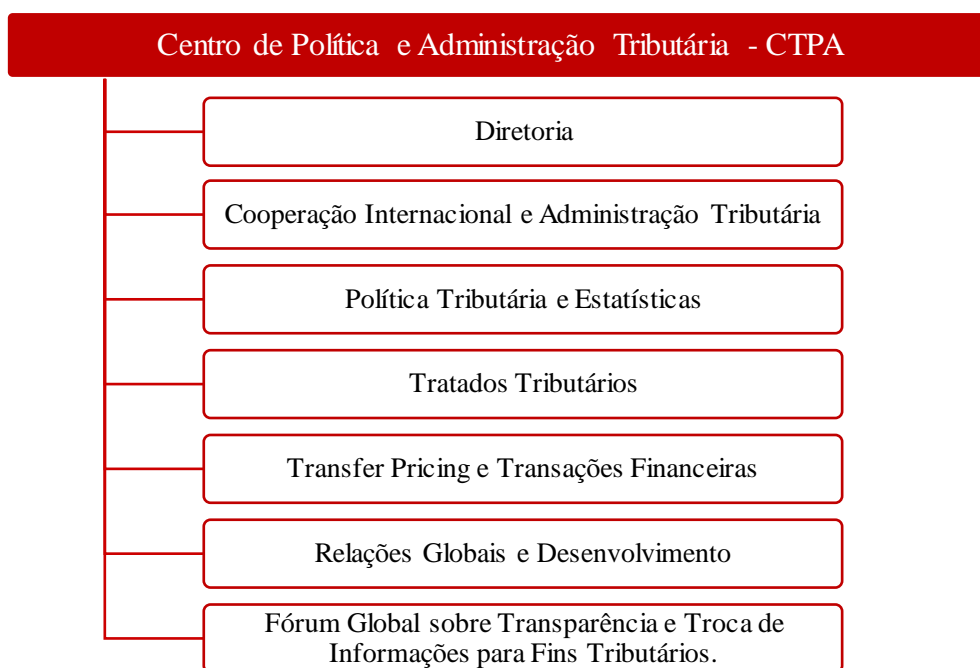 Centro de Política e Administração Tributária - CTPA
Diretoria
Cooperação Internacional e Administração Tributária
Política Tributária e Estatísticas
Tratados Tributários
Transfer Pricing e Transações Financeiras
Relações Globais e Desenvolvimento
Fórum Global sobre Transparência e Troca de
Informações para Fins Tributários.